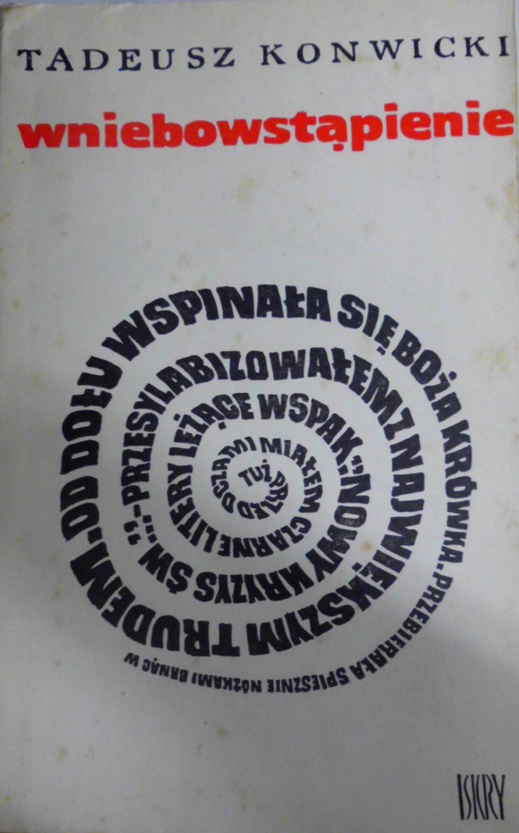 TADEUSZ KONWICKI
wniebowstąpienie
TUŻ PRZED OCZAMI MIAŁEM CZARNE LITERY LEŻĄCE WSPAK: „NOWY KRYZYS ŚW...” – PRZESYLABIZOWAŁEM Z NAJWIĘKSZYM TRUDEM. OD DOŁU WSPINAŁA SIĘ BOŻA KRÓWKA. PRZEBIERAŁA SPIESZNIE NÓŻKAMI BRNĄC W
ISKRY